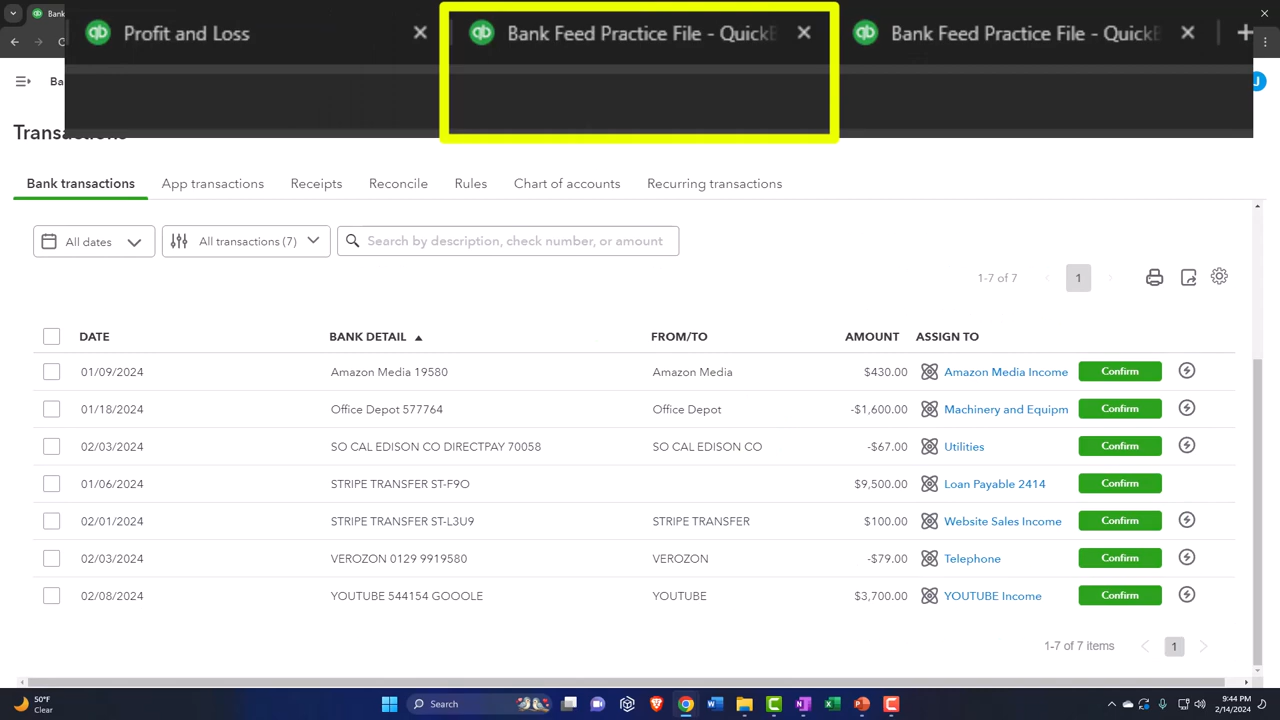 Bank
Profit and Loss
Bank Feed Practice File - QuickB
Bank Feed Practice File - QuickB
Ba
J
Transactions
Bank transactions App transactions Receipts Reconcile Rules Chart of accounts Recurring transactions
All dates All transactions (7) Search by description, check number, or amount
1-7 of 7 1
DATE BANK DETAIL FROM/TO AMOUNT ASSIGN TO
01/09/2024 Amazon Media 19580 Amazon Media $430.00 Amazon Media Income Confirm
01/18/2024 Office Depot 577764 Office Depot -$1,600.00 Machinery and Equipm Confirm
02/03/2024 SO CAL EDISON CO DIRECTPAY 70058 SO CAL EDISON CO -$67.00 Utilities Confirm
01/06/2024 STRIPE TRANSFER ST-F9O $9,500.00 Loan Payable 2414 Confirm
02/01/2024 STRIPE TRANSFER ST-L3U9 STRIPE TRANSFER $100.00 Website Sales Income Confirm
02/03/2024 VEROZON 0129 9919580 VEROZON -$79.00 Telephone Confirm
02/08/2024 YOUTUBE 544154 GOOOLE YOUTUBE $3,700.00 YOUTUBE Income Confirm
1-7 of 7 items 1
50°F
Clear
Search
9:44 PM
2/14/2024